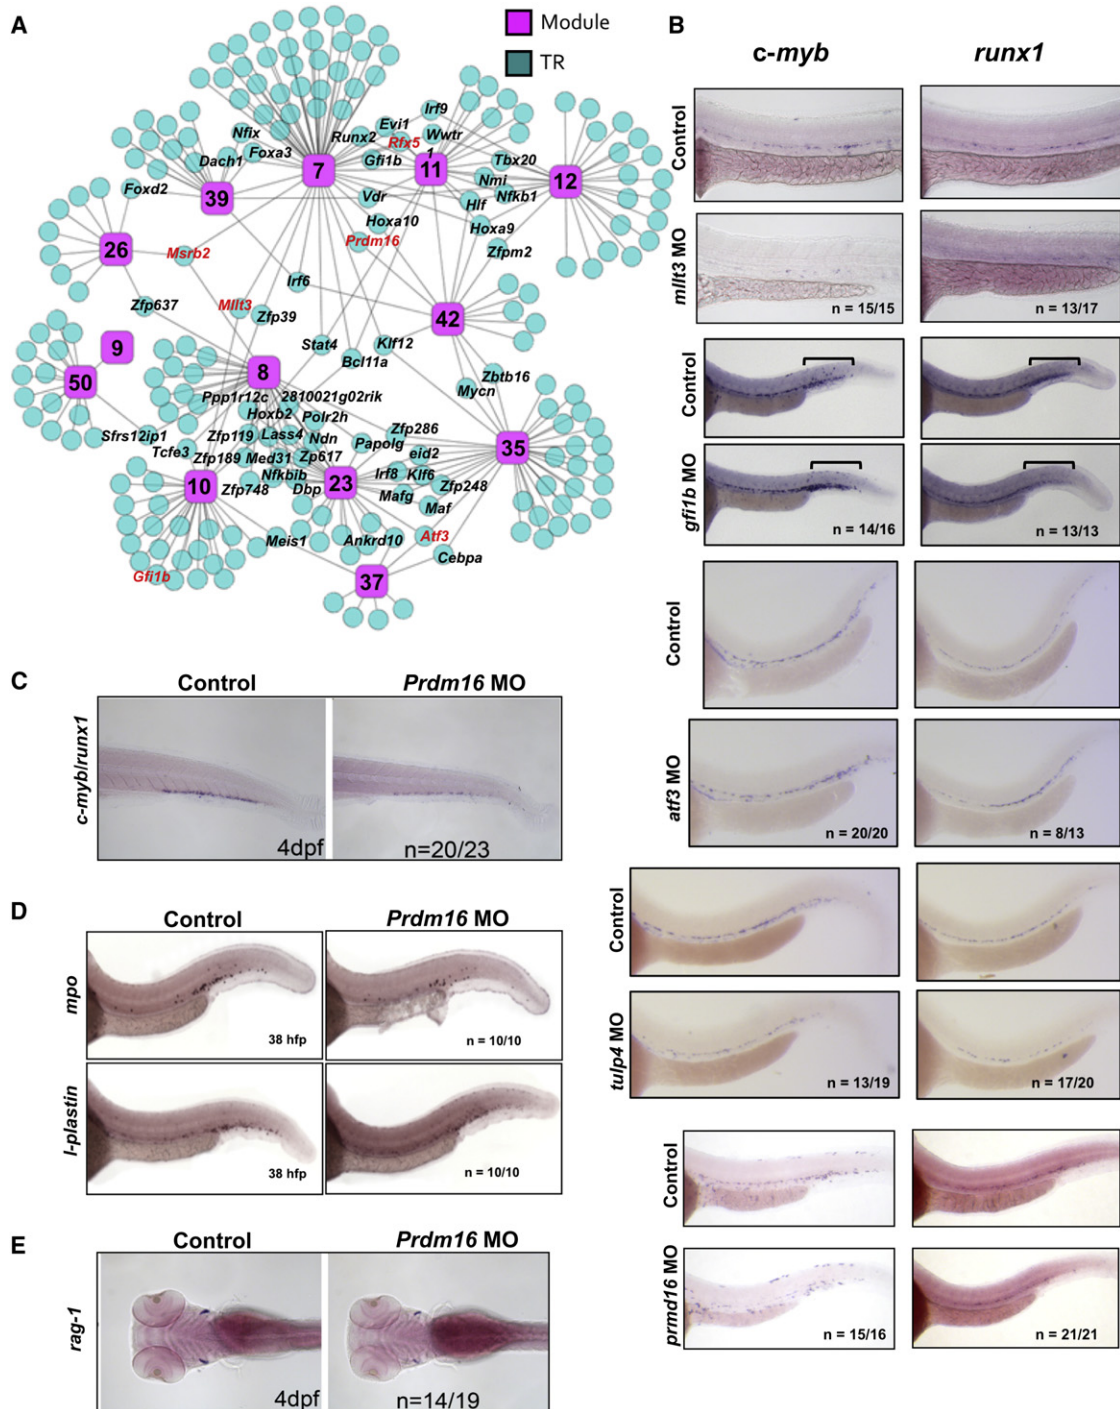 A
Module
TR
Irf9
Evi1
Nfix
Runx2
Rfx5
Wwtr
1
Dach1
Foxa3
Gfi1b
Tbx20
7
11
12
Nmi
Foxd2
39
Vdr
Hlf
Nfkb1
Hoxa10
Hoxa9
26
Msrb2
Prdm16
Zfpm2
Irf6
Zfp637
Mllt3
Zfp39
42
9
Stat4
Klf12
50
8
Bcl11a
Zbtb16
Mycn
Ppp1r12c
2810021g02rik
Hoxb2
Polr2h
Sfrs12ip1
Zfp119
Lass4
Ndn
Zfp286
Papolg
35
Tcfe3
Zfp189
Med31
Zp617
eid2
Nfkbib
Irf8
Klf6
10
Zfp748
Dbp
23
Zfp248
Mafg
Maf
Meis1
Ankrd10
Atf3
Cebpa
Gfi1b
37
B
c-myb
runx1
Control
mllt3 MO
n = 15/15
n = 13/17
Control
gfi1b MO
n = 14/16
n = 13/13
Control
atf3 MO
n = 20/20
n = 8/13
Control
tulp4 MO
n = 13/19
n = 17/20
Control
prmd16 MO
n = 15/16
n = 21/21
C
Control
Prdm16 MO
c-myb/runx1
4dpf
n=20/23
D
Control
Prdm16 MO
mpo
38 hfp
n = 10/10
l-plastin
38 hfp
n = 10/10
E
Control
Prdm16 MO
rag-1
4dpf
n=14/19